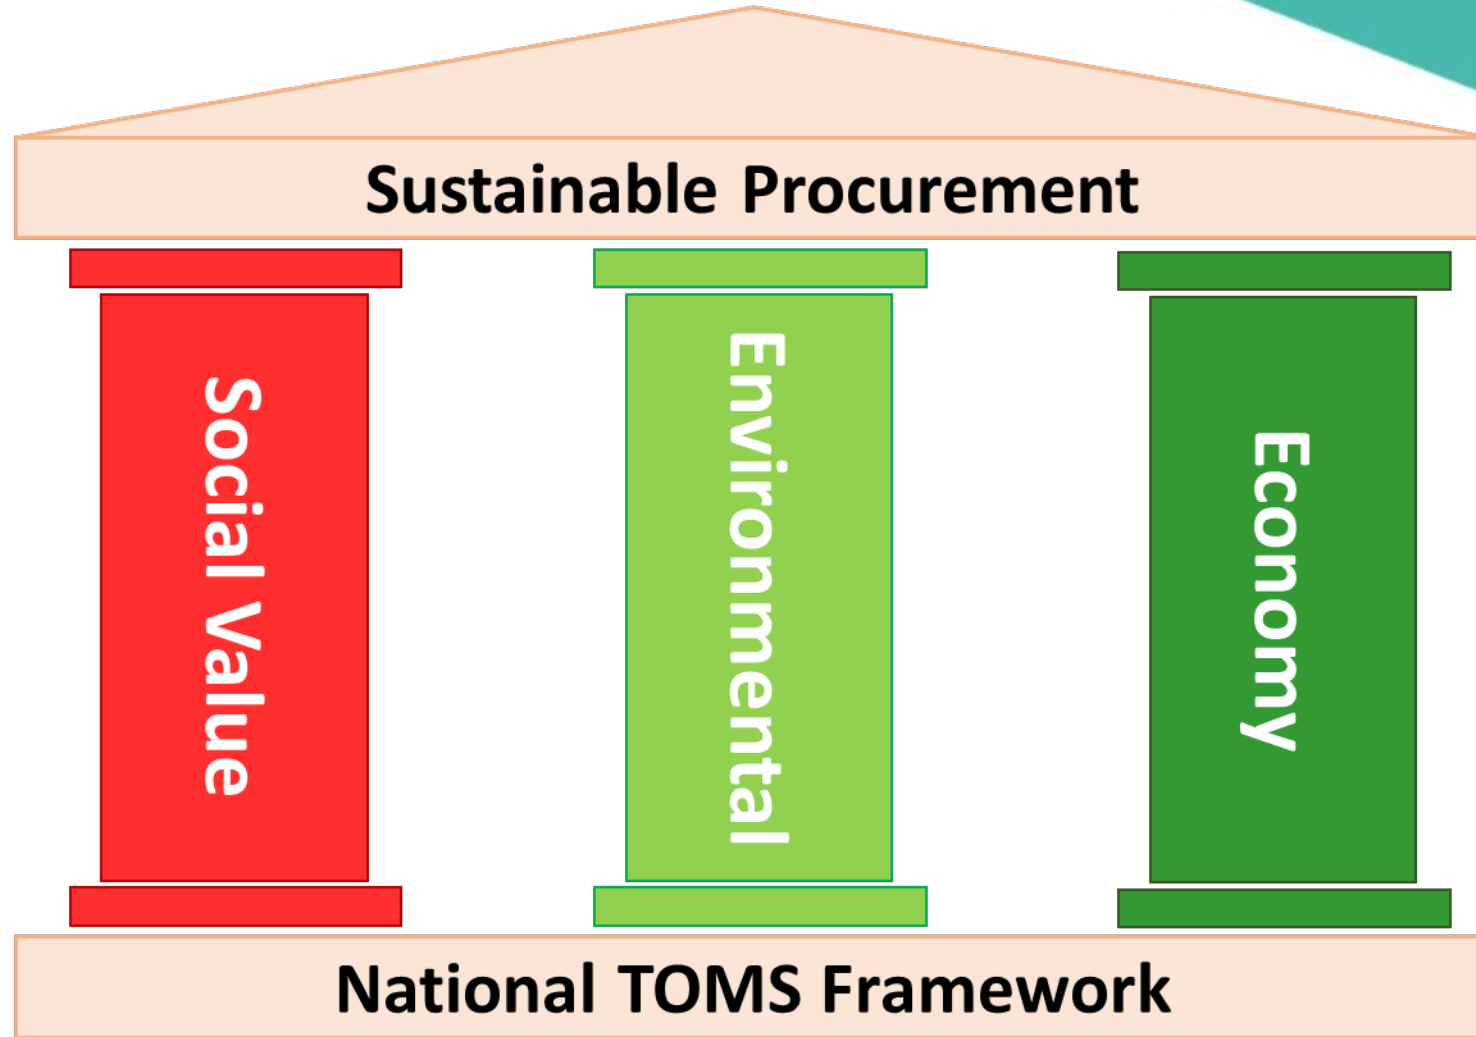 Sustainable Procurement
Social Value
Environmental
Economy
National TOMS Framework